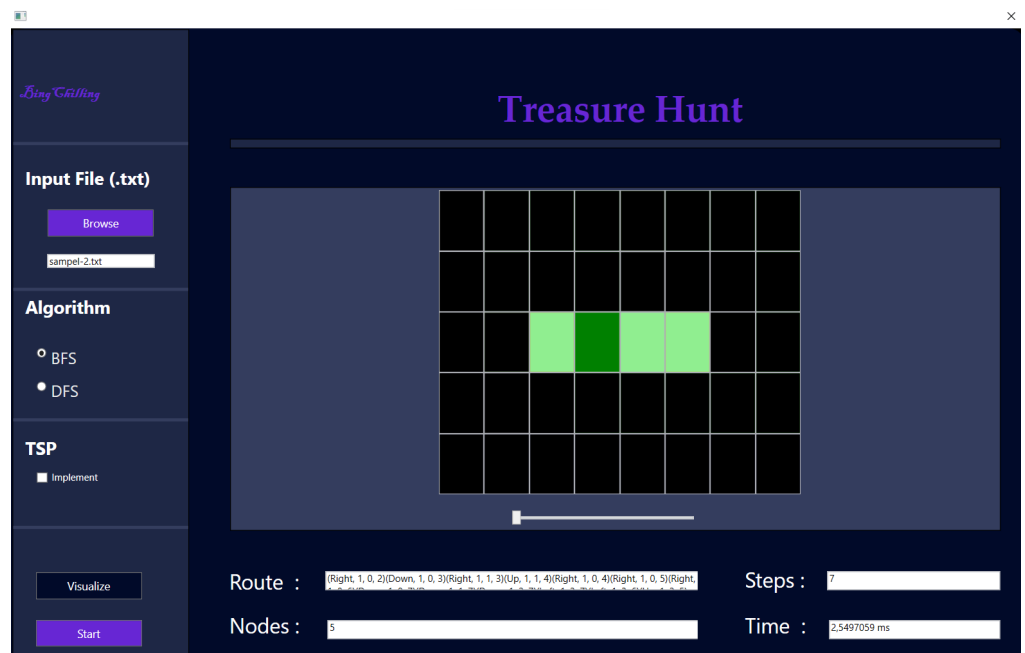 Bing Chilling
Treasure Hunt
Input File (.txt)
Browse
sampel-2.txt
Algorithm
BFS
DFS
TSP
Implement
Visualize
Start
Route :
(Right, 1, 0, 2)(Down, 1, 0, 3)(Right, 1, 1, 3)(Up, 1, 1, 4)(Right, 1, 0, 4)(Right, 1, 0, 5)(Right,
Steps :
7
Nodes :
5
Time :
2,5497059 ms